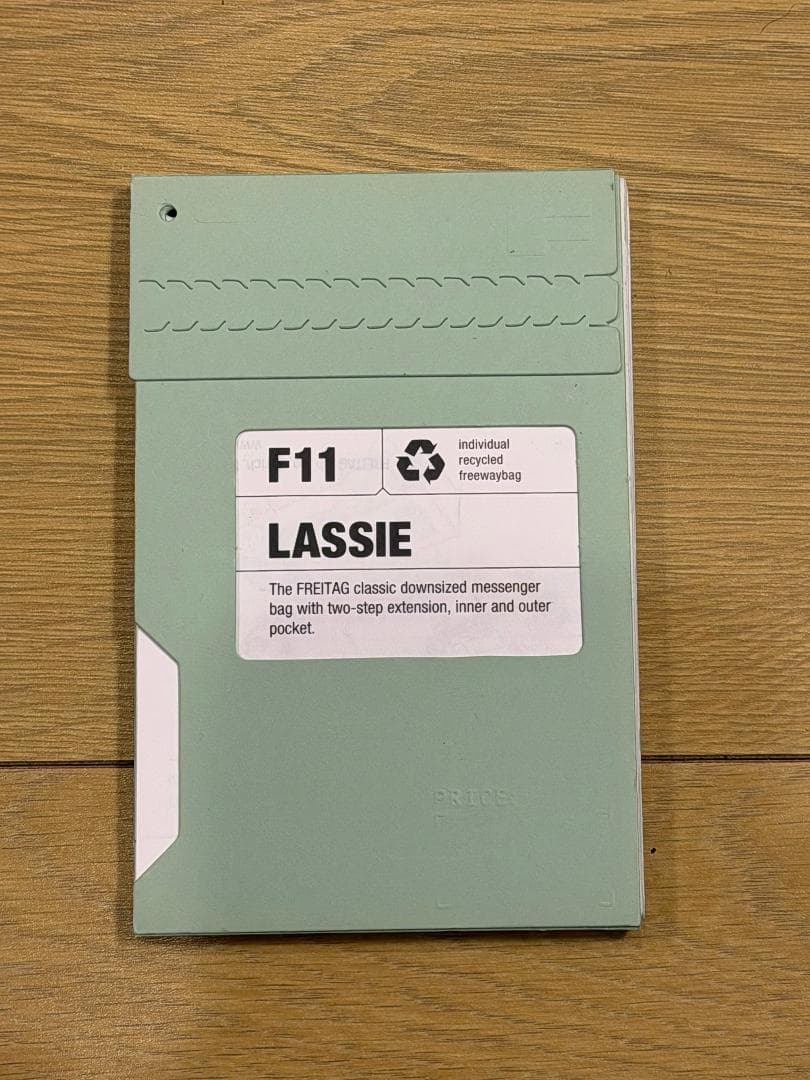 F11
individual
recycled
freewaybag
LASSIE
The FREITAG classic downsized messenger
bag with two-step extension, inner and outer
pocket.
PRICE: